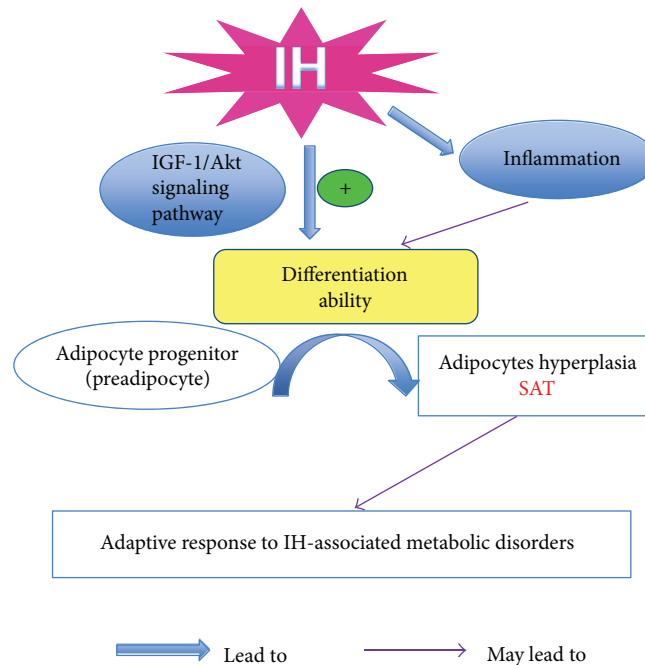 IH
IGF-1/Akt
signaling
pathway
+
Inflammation
Differentiation
ability
Adipocyte progenitor
(preadipocyte)
Adipocytes hyperplasia
SAT
Adaptive response to IH-associated metabolic disorders
Lead to
May lead to